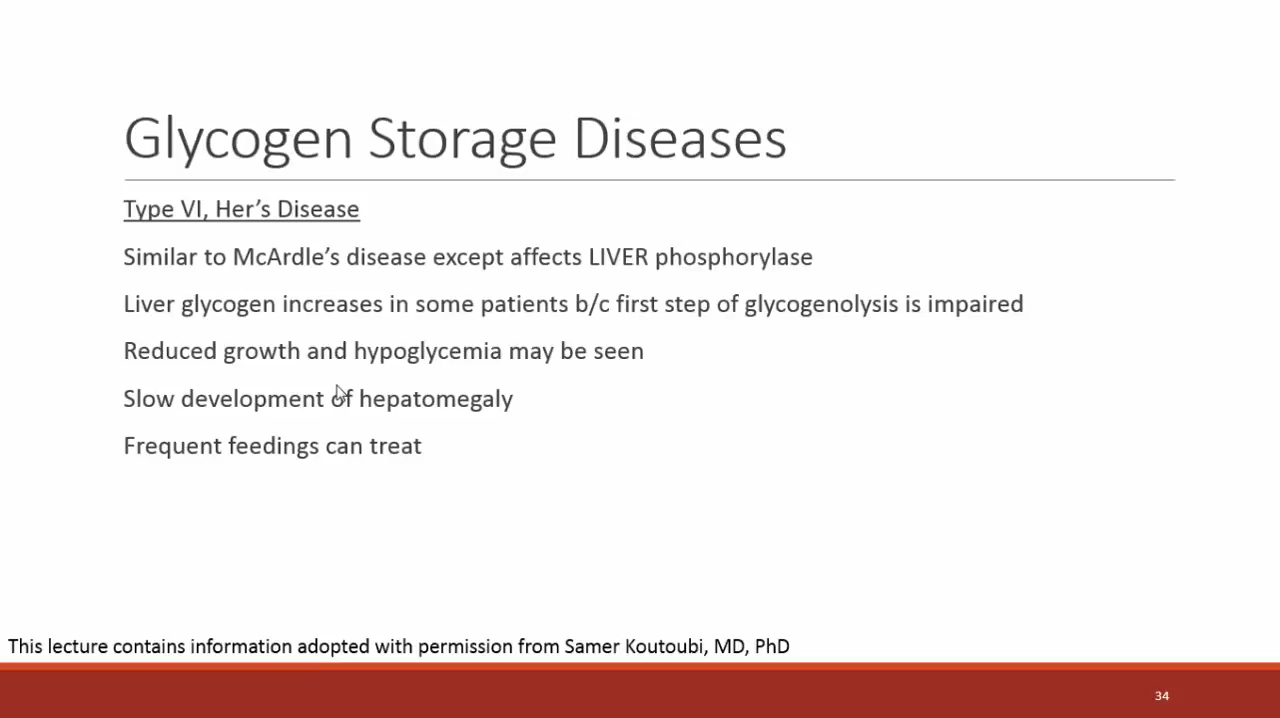 Glycogen Storage Diseases
Type VI, Her’s Disease
Similar to McArdle’s disease except affects LIVER phosphorylase
Liver glycogen increases in some patients b/c first step of glycogenolysis is impaired
Reduced growth and hypoglycemia may be seen
Slow development of hepatomegaly
Frequent feedings can treat
This lecture contains information adopted with permission from Samer Koutoubi, MD, PhD
34